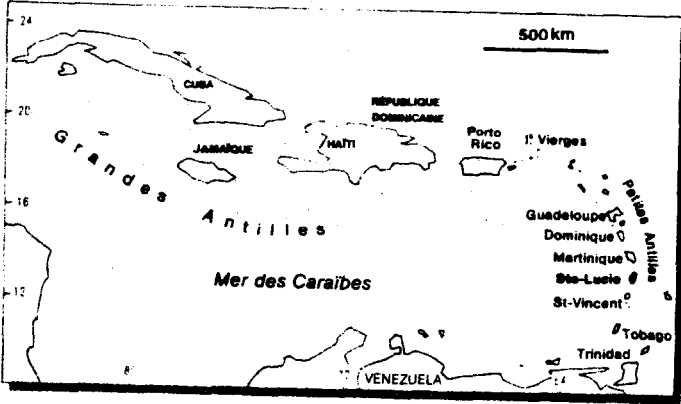 24
500 km
CUBA
20
RÉPUBLIQUE
DOMINICAINE
Porto
Rico
Is Vierges
JAMAÏQUE
HAÏTI
Grandes Antilles
Petites Antilles
16
Guadeloupe
Dominique
Martinique
Mer des Caraïbes
Ste-Lucie
12
St-Vincent
Tobago
Trinidad
VENEZUELA